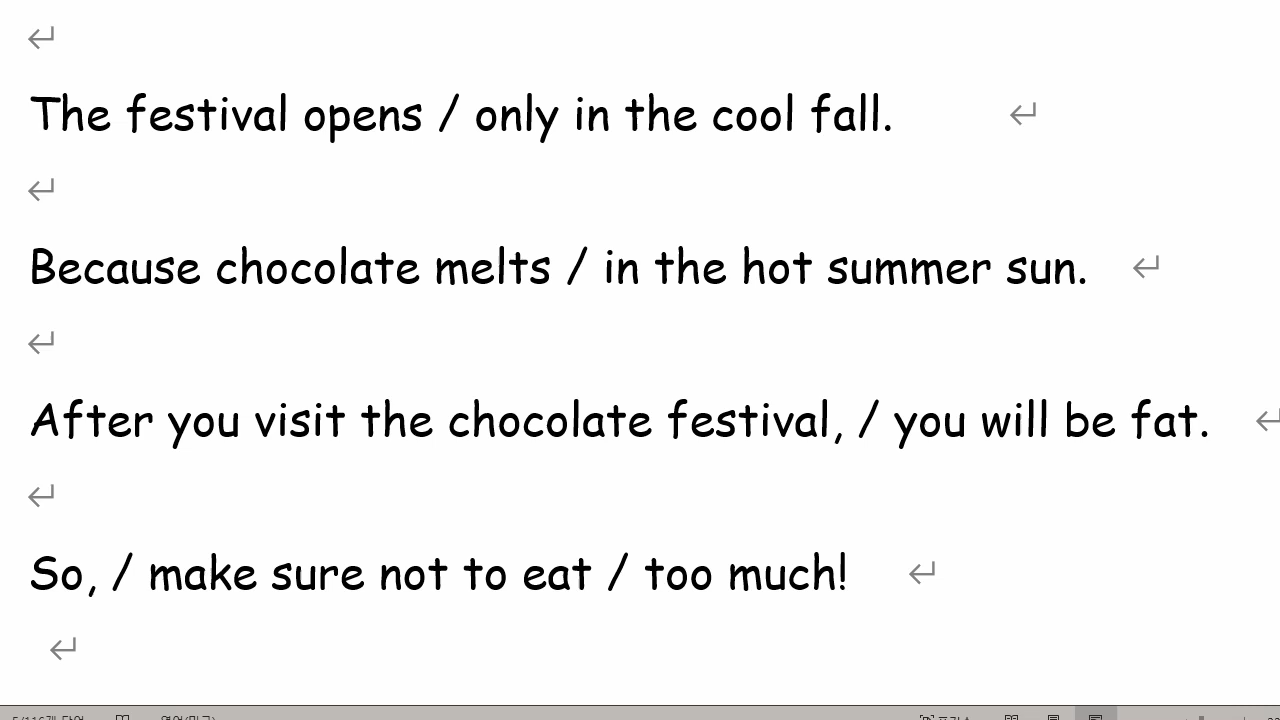 The festival opens / only in the cool fall.
Because chocolate melts / in the hot summer sun.
After you visit the chocolate festival, / you will be fat.
So, / make sure not to eat / too much!